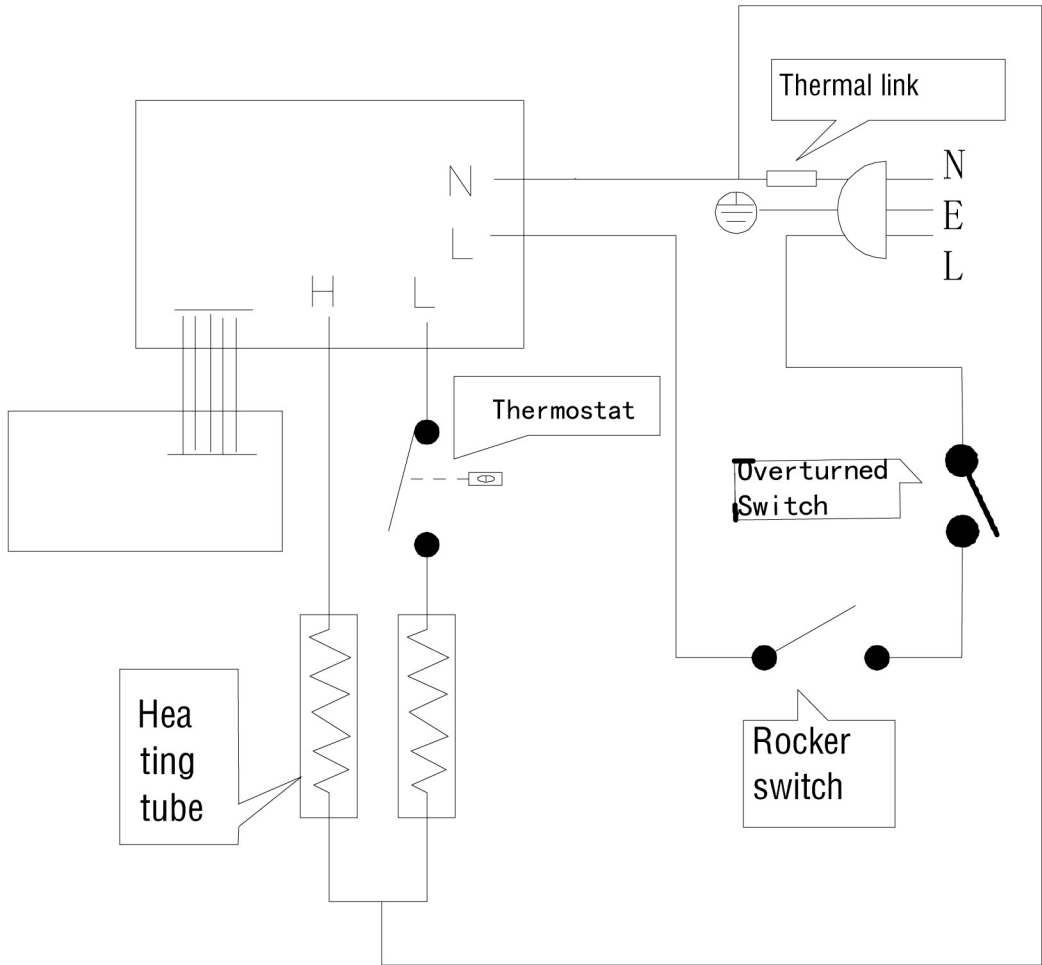 Thermal link
N
N
E
L
L
H
L
Thermostat
Overturned
Switch
Hea
ting
tube
Rocker
switch